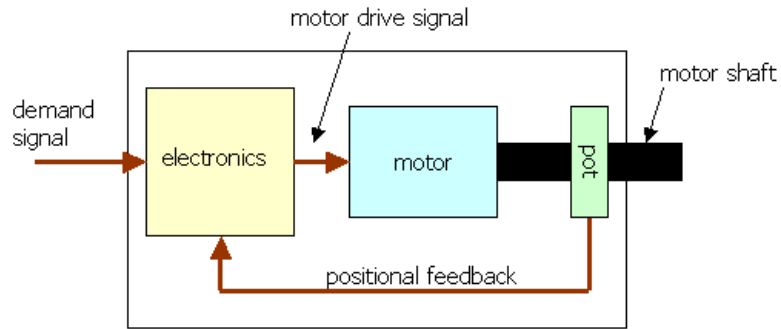 motor drive signal
motor shaft
demand
signal
electronics
motor
pot
positional feedback